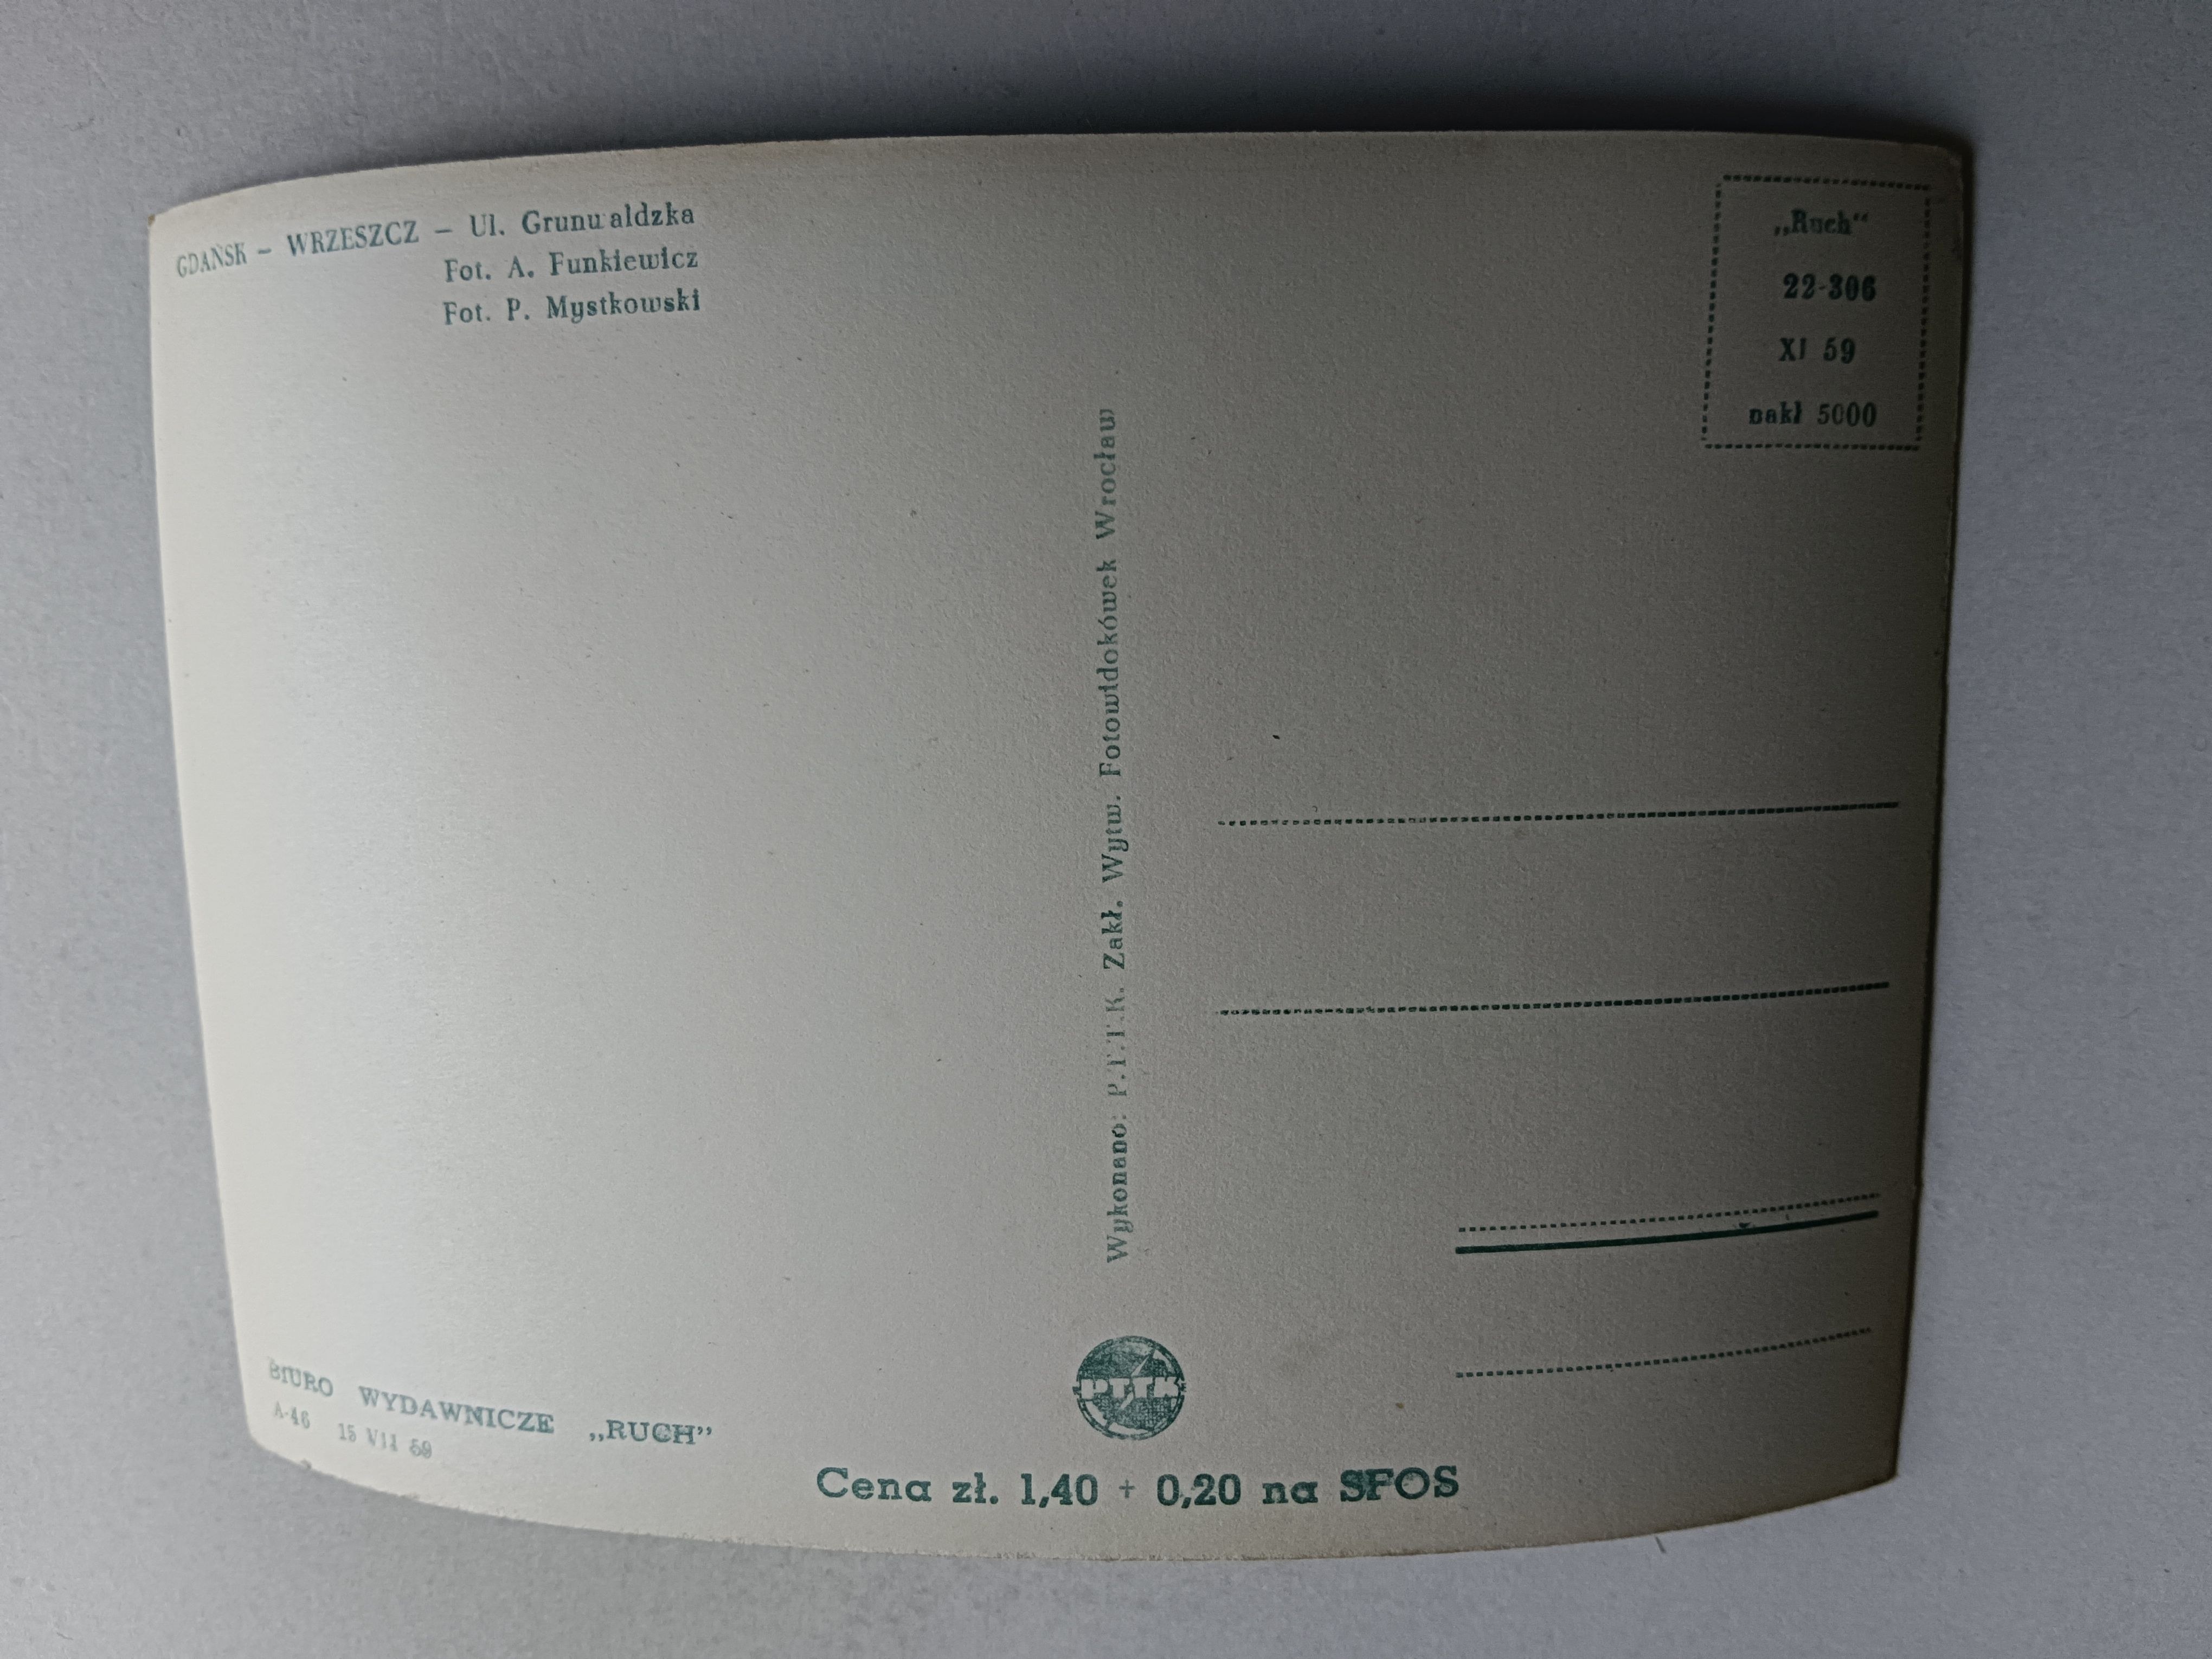 GDAŃSK – WRZESZCZ – Ul. Grunwaldzka
Fot. A. Funkiewicz
Fot. P. Mystkowski
„Ruch“
22-306
XI 59
nakł 5000
Wykonano: P.T.T.K. Zakł. Wytw. Fotowidokówek Wrocław
PTTK
BIURO WYDAWNICZE „RUCH”
A-46 15 VII 59
Cena zł. 1,40 + 0,20 na SFOS